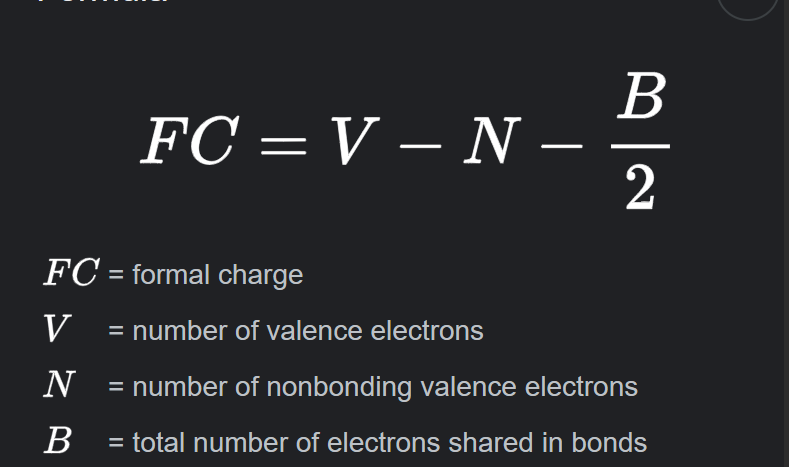 FC = V − N − B/2
FC = formal charge
V = number of valence electrons
N = number of nonbonding valence electrons
B = total number of electrons shared in bonds